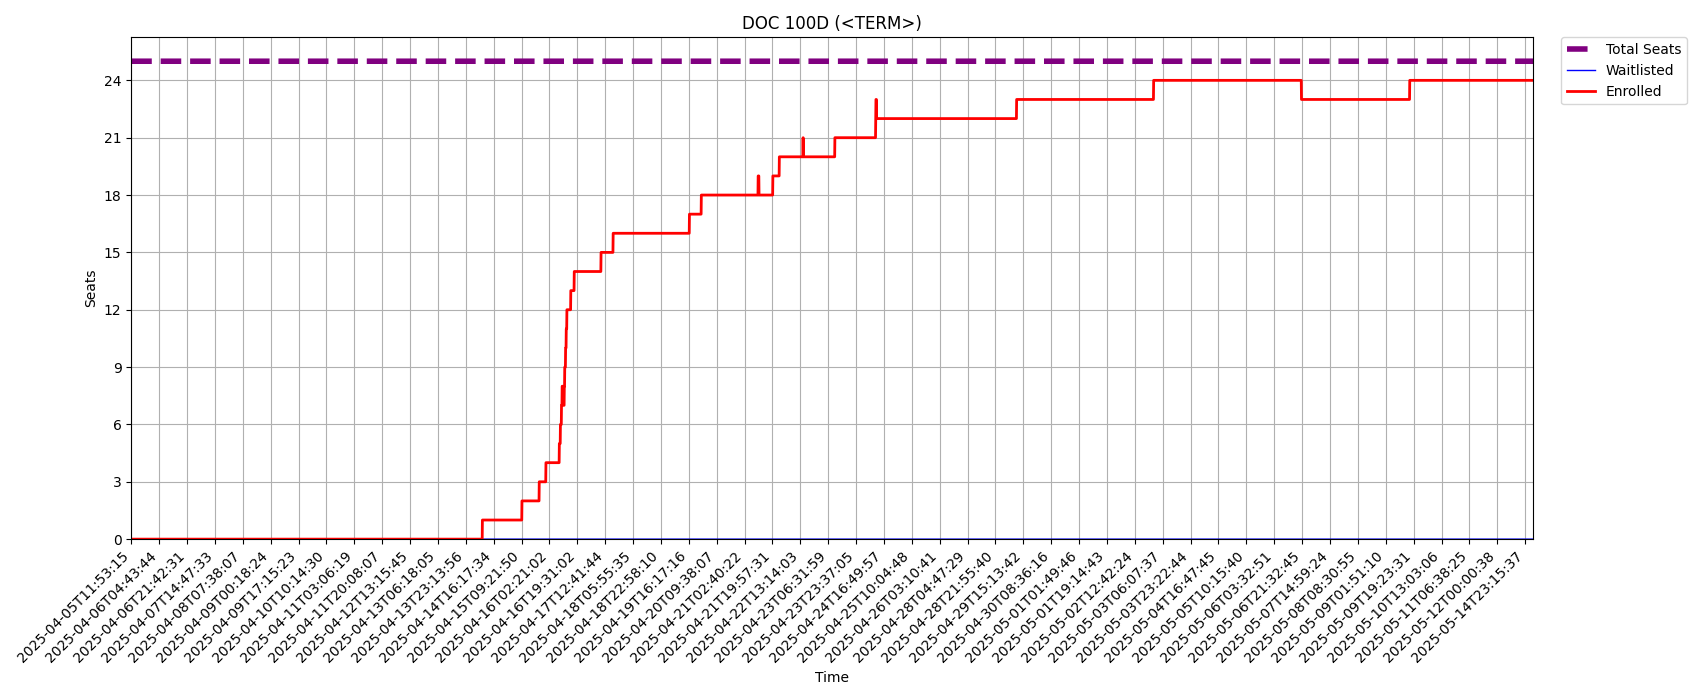 DOC 100D (<TERM>)
Total Seats
Waitlisted
Enrolled
24
21
18
15
12
9
6
3
0
Seats
2025-04-05T11:53:15
2025-04-06T04:43:44
2025-04-06T21:42:31
2025-04-07T14:47:33
2025-04-08T07:38:07
2025-04-09T00:18:24
2025-04-09T17:15:23
2025-04-10T10:14:30
2025-04-11T03:06:19
2025-04-11T20:08:07
2025-04-12T13:15:45
2025-04-13T06:18:05
2025-04-13T23:13:56
2025-04-14T16:17:34
2025-04-15T09:21:50
2025-04-16T02:21:02
2025-04-16T19:31:02
2025-04-17T12:41:44
2025-04-18T05:55:35
2025-04-18T22:58:10
2025-04-19T16:17:16
2025-04-20T09:38:07
2025-04-21T02:40:22
2025-04-21T19:57:31
2025-04-22T13:14:03
2025-04-23T06:31:59
2025-04-23T23:37:05
2025-04-24T16:49:57
2025-04-25T10:04:48
2025-04-26T03:10:41
2025-04-28T04:47:29
2025-04-28T21:55:40
2025-04-29T15:13:42
2025-04-30T08:36:16
2025-05-01T01:49:46
2025-05-01T19:14:43
2025-05-02T12:42:24
2025-05-03T06:07:37
2025-05-03T23:22:44
2025-05-04T16:47:45
2025-05-05T10:15:40
2025-05-06T03:32:51
2025-05-06T21:32:45
2025-05-07T14:59:24
2025-05-08T08:30:55
2025-05-09T01:51:10
2025-05-09T19:23:31
2025-05-10T13:03:06
2025-05-11T06:38:25
2025-05-12T00:00:38
2025-05-14T23:15:37
Time